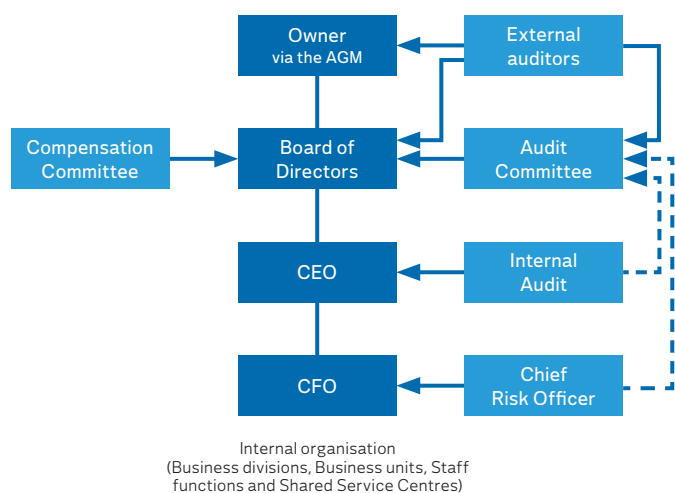 Owner
via the AGM
External
auditors
Compensation
Committee
Board of
Directors
Audit
Committee
CEO
Internal
Audit
CFO
Chief
Risk Officer
Internal organisation
(Business divisions, Business units, Staff
functions and Shared Service Centres)